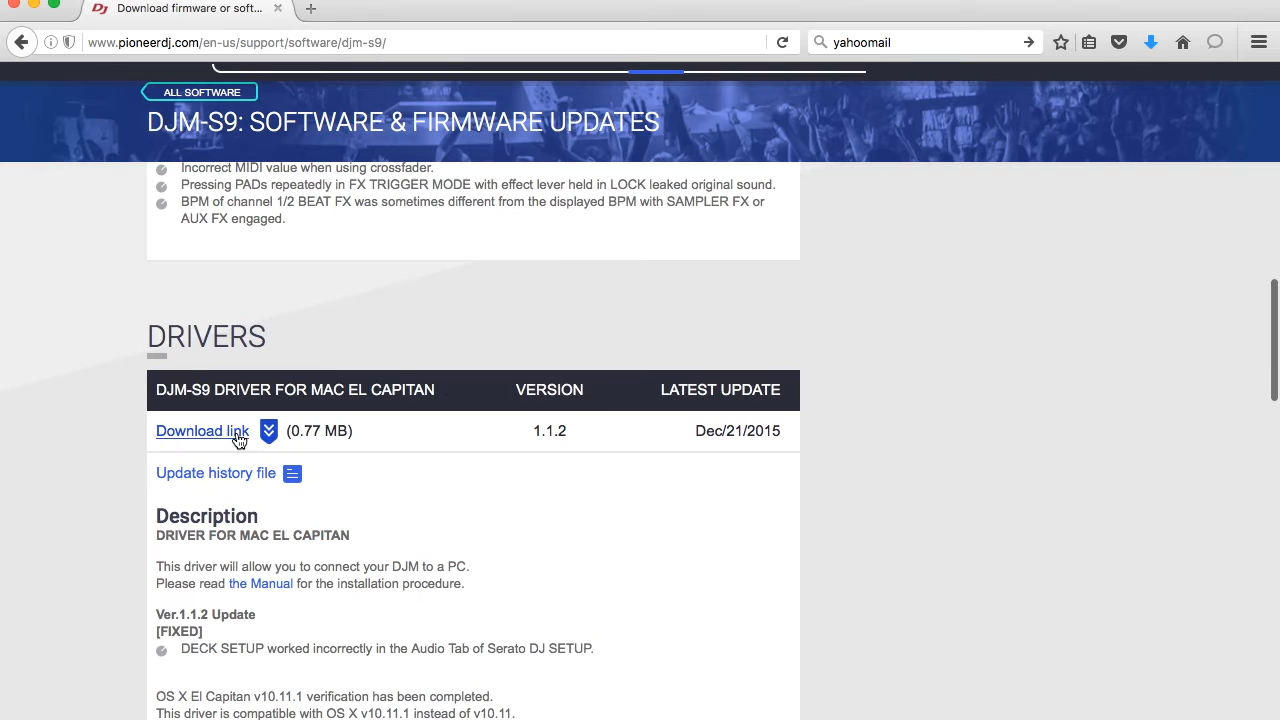 Download firmware or soft...
www.pioneerdj.com/en-us/support/software/djm-s9/
yahoomail
ALL SOFTWARE
DJM-S9: SOFTWARE & FIRMWARE UPDATES
Incorrect MIDI value when using crossfader.
Pressing PADs repeatedly in FX TRIGGER MODE with effect lever held in LOCK leaked original sound.
BPM of channel 1/2 BEAT FX was sometimes different from the displayed BPM with SAMPLER FX or
AUX FX engaged.
DRIVERS
DJM-S9 DRIVER FOR MAC EL CAPITAN VERSION LATEST UPDATE
Download link (0.77 MB) 1.1.2 Dec/21/2015
Update history file
Description
DRIVER FOR MAC EL CAPITAN
This driver will allow you to connect your DJM to a PC.
Please read the Manual for the installation procedure.
Ver.1.1.2 Update
[FIXED]
DECK SETUP worked incorrectly in the Audio Tab of Serato DJ SETUP.
OS X El Capitan v10.11.1 verification has been completed.
This driver is compatible with OS X v10.11.1 instead of v10.11.